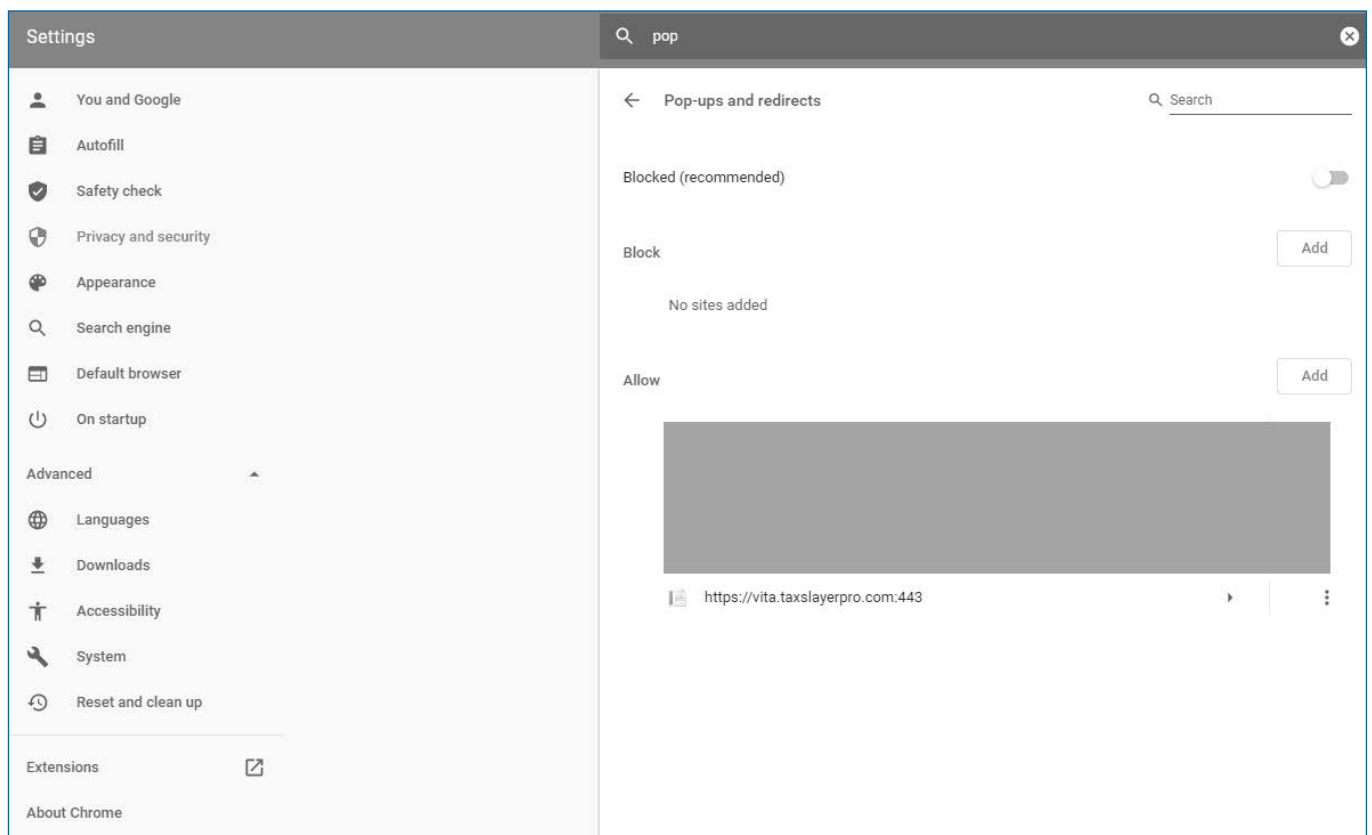 Settings
pop
You and Google
Autofill
Safety check
Privacy and security
Appearance
Search engine
Default browser
On startup
Advanced
Languages
Downloads
Accessibility
System
Reset and clean up
Extensions
About Chrome
Pop-ups and redirects
Search
Blocked (recommended)
Block
Add
No sites added
Allow
Add
https://vita.taxslayerpro.com:443